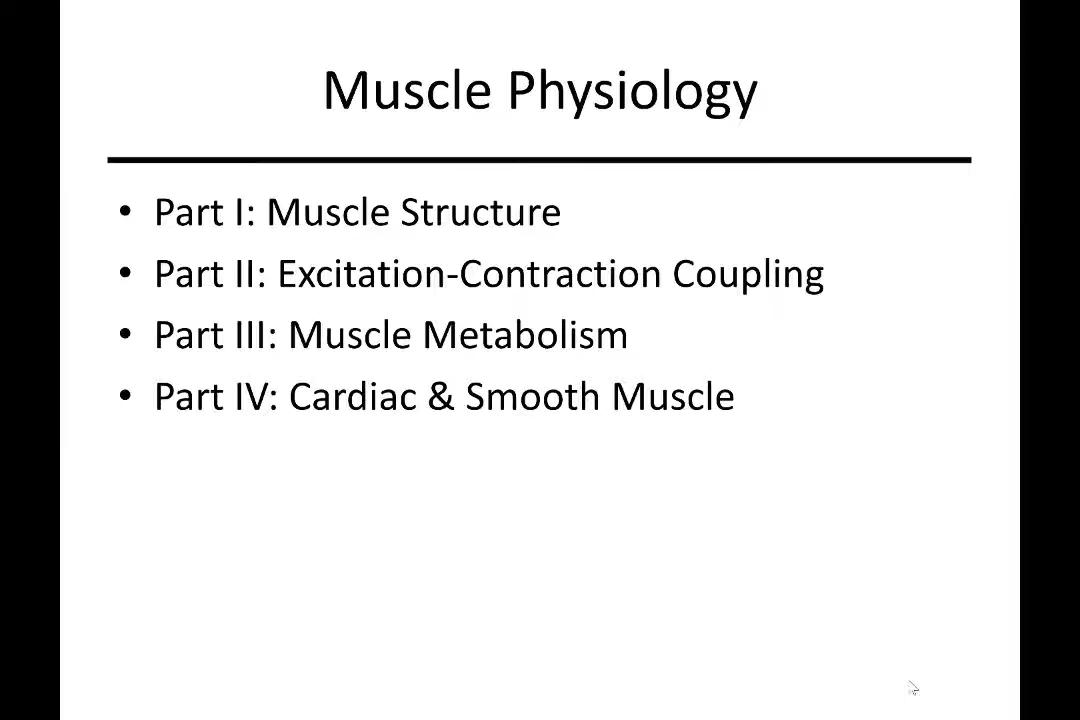 Muscle Physiology
• Part I: Muscle Structure
• Part II: Excitation-Contraction Coupling
• Part III: Muscle Metabolism
• Part IV: Cardiac & Smooth Muscle